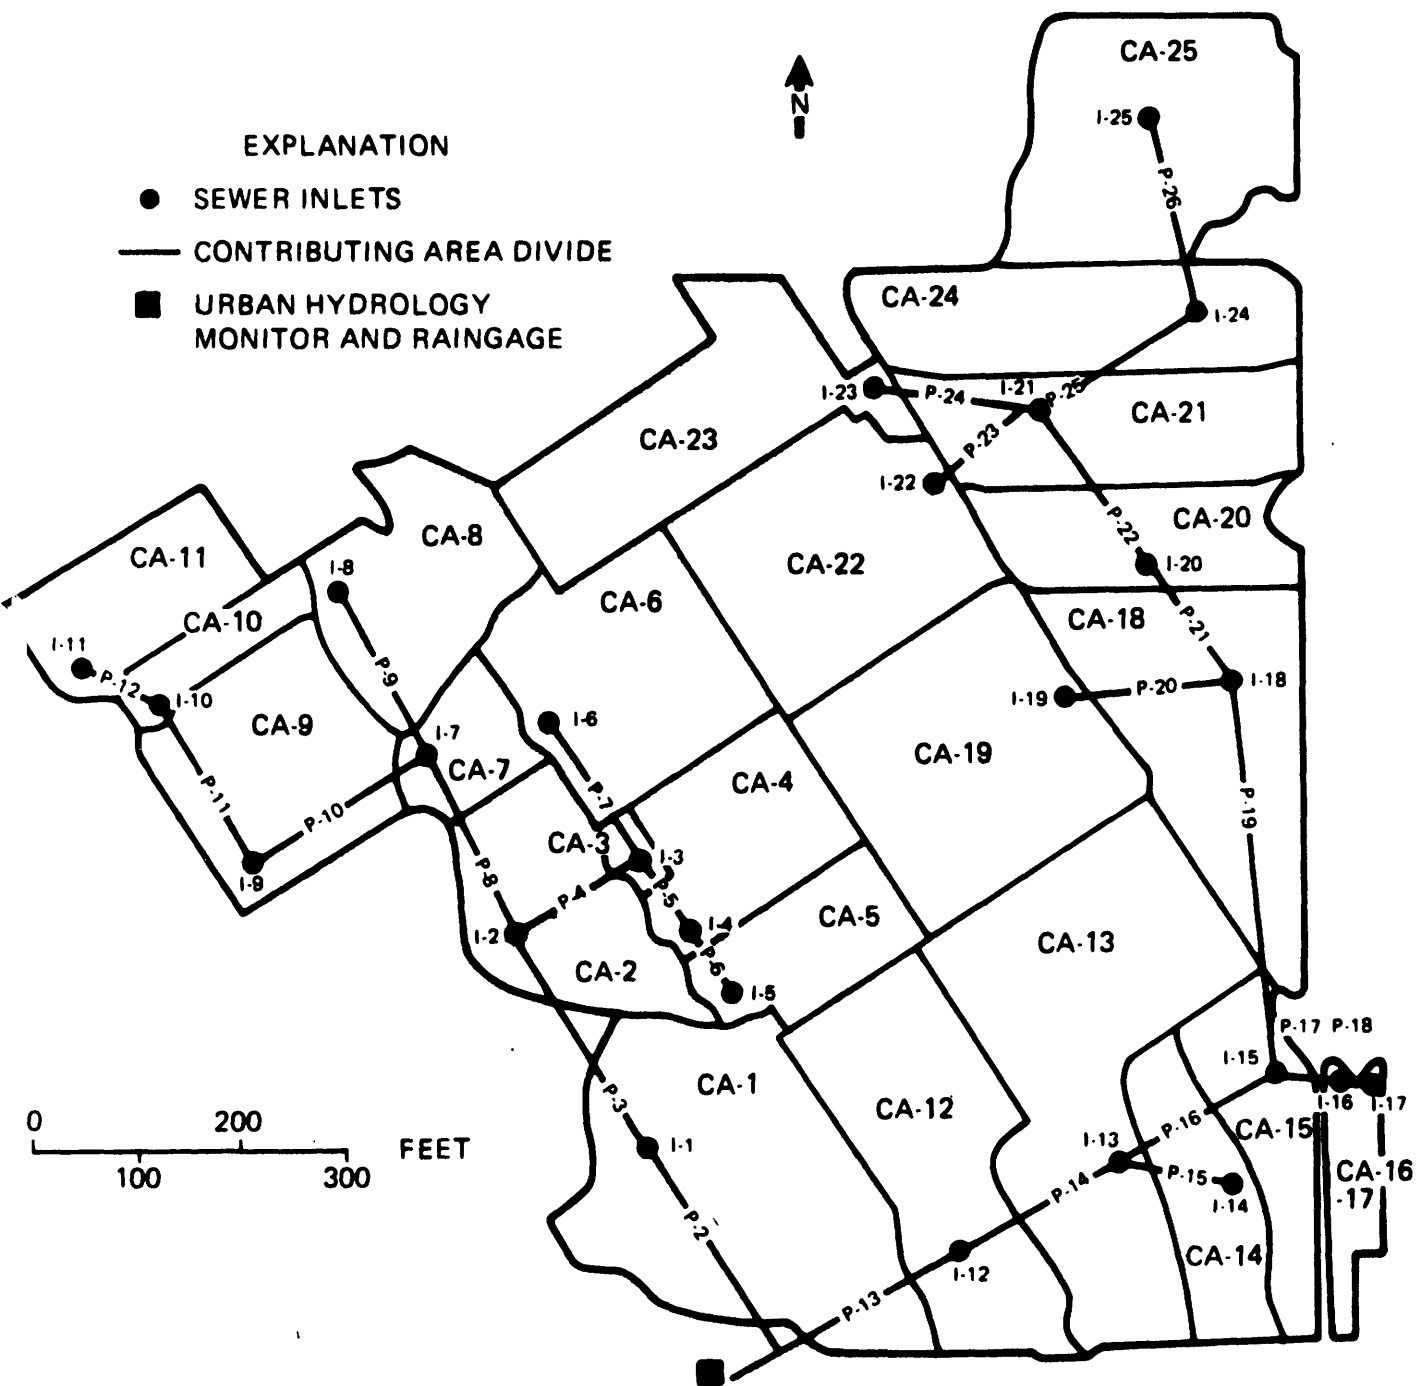 CA-25
I-25
N
EXPLANATION
SEWER INLETS
CONTRIBUTING AREA DIVIDE
URBAN HYDROLOGY
MONITOR AND RAINGAGE
P-26
CA-24
I-24
I-23
P-24
I-21
P-25
CA-21
CA-23
P-23
I-22
CA-20
P-22
I-20
CA-11
CA-8
I-8
CA-22
CA-6
CA-10
CA-18
P-21
I-11
P-12
I-10
P-9
I-19
P-20
I-18
CA-9
I-7
I-6
CA-7
CA-19
CA-4
P-11
P-10
P-7
P-19
CA-3
I-3
P-8
I-9
P-4
P-5
CA-5
I-2
I-4
CA-13
P-6
CA-2
I-5
P-17 P-18
I-15
CA-1
P-3
CA-12
I-16
I-17
P-16
CA-15
I-1
I-13
P-15
CA-16
-17
P-14
I-14
P-2
CA-14
I-12
P-13
0 200
FEET
100 300